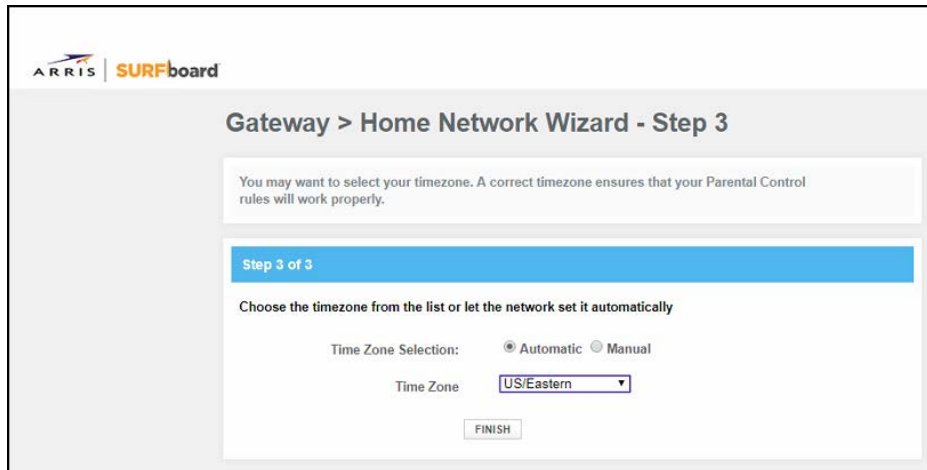 ARRIS SURFboard
Gateway > Home Network Wizard - Step 3
You may want to select your timezone. A correct timezone ensures that your Parental Control
rules will work properly.
Step 3 of 3
Choose the timezone from the list or let the network set it automatically
Time Zone Selection: Automatic Manual
Time Zone US/Eastern
FINISH